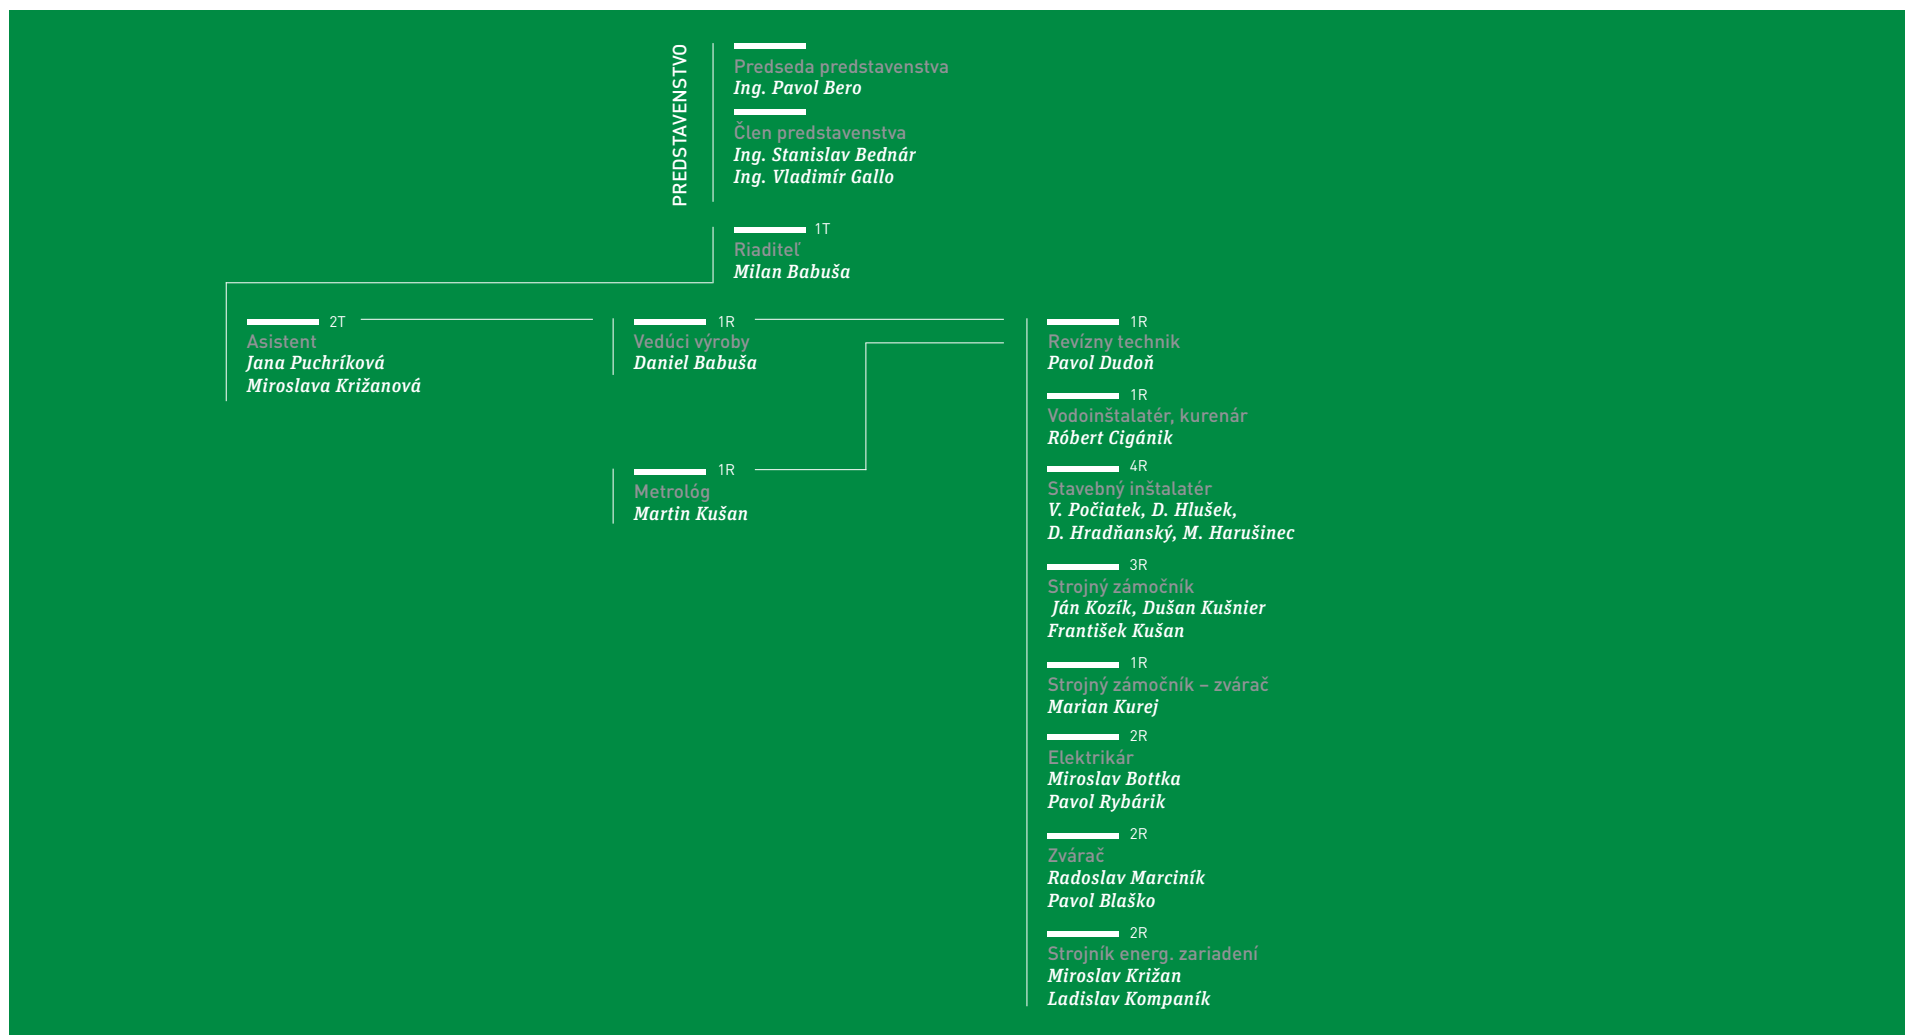 PREDSTAVENSTVO
Predseda predstavenstva
Ing. Pavol Bero
Člen predstavenstva
Ing. Stanislav Bednár
Ing. Vladimír Gallo
1T
Riaditeľ
Milan Babuša
2T
Asistent
Jana Puchríková
Miroslava Križanová
1R
Vedúci výroby
Daniel Babuša
1R
Metrológ
Martin Kušan
1R
Revízny technik
Pavol Dudoň
1R
Vodoinštalatér, kurenár
Róbert Cigánik
4R
Stavebný inštalatér
V. Počiatek, D. Hlušek,
D. Hradňanský, M. Harušinec
3R
Strojný zámočník
Ján Kozík, Dušan Kušnier
František Kušan
1R
Strojný zámočník – zvárač
Marian Kurej
2R
Elektrikár
Miroslav Bottka
Pavol Rybárik
2R
Zvárač
Radoslav Marciník
Pavol Blaško
2R
Strojník energ. zariadení
Miroslav Križan
Ladislav Kompaník